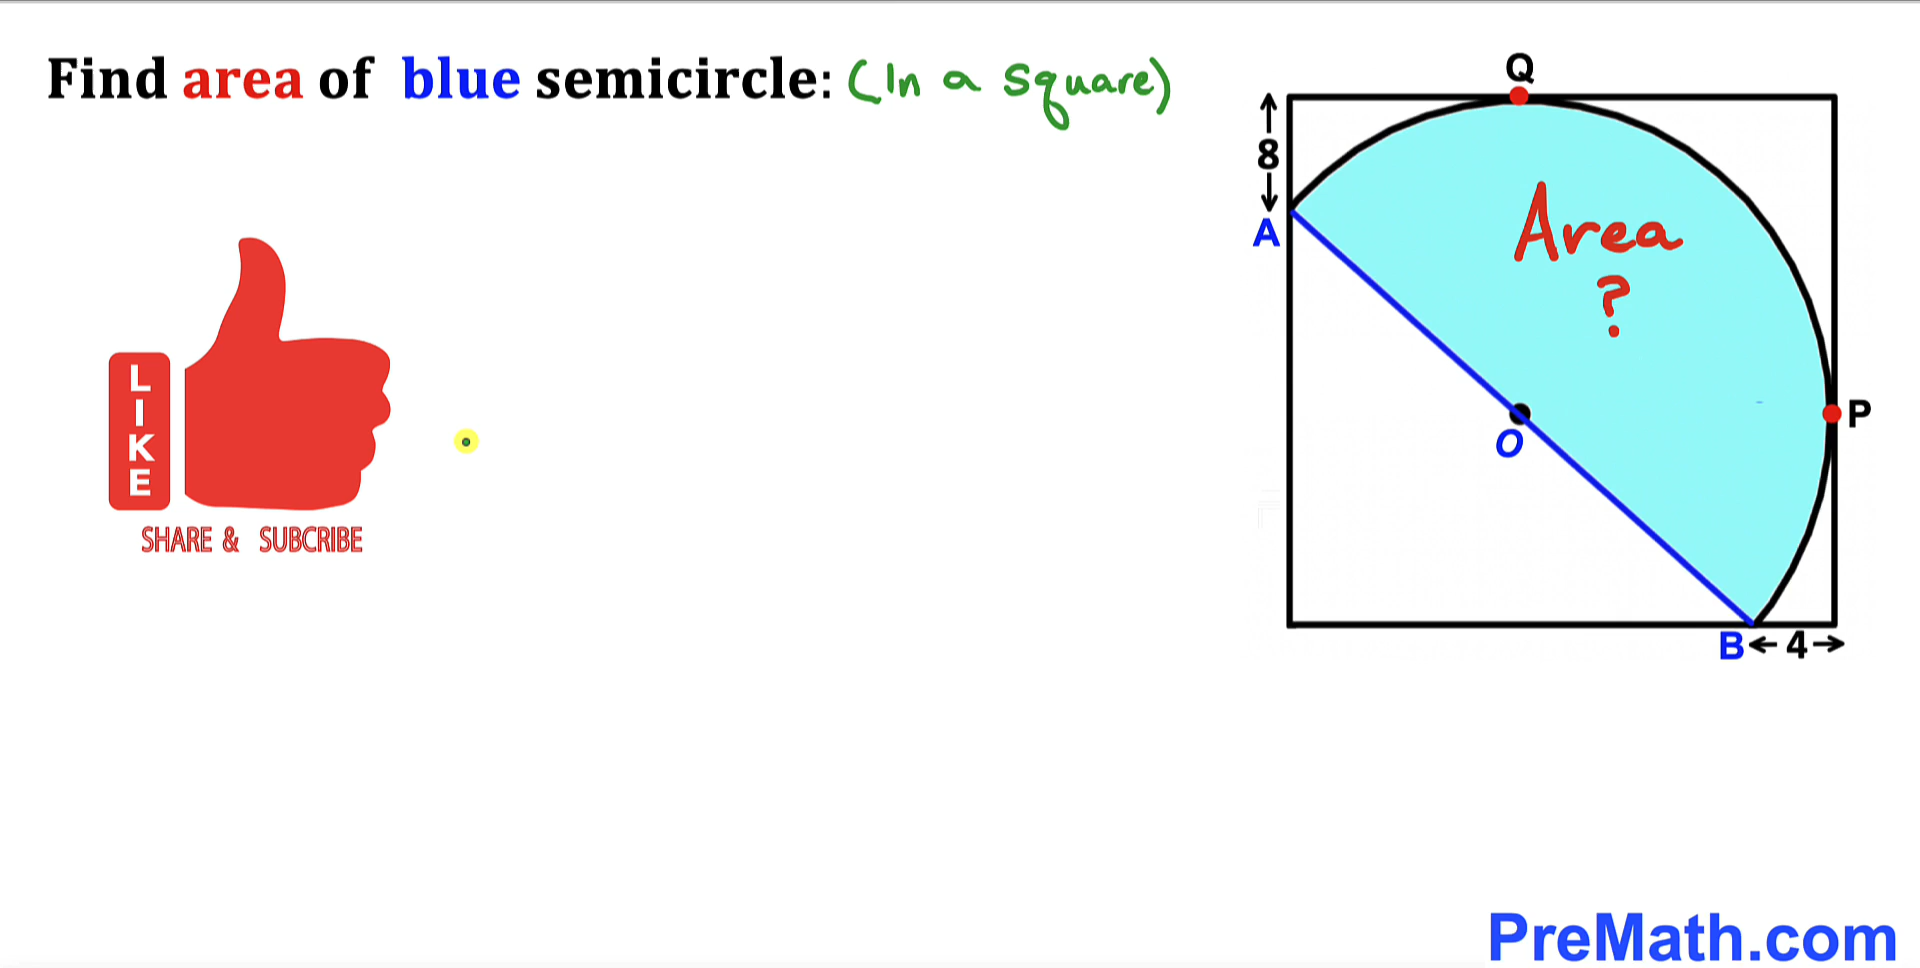 Find area of blue semicircle: (In a square)
Q
8
A
Area
?
P
O
L
I
K
E
SHARE & SUBCRIBE
B 4
PreMath.com